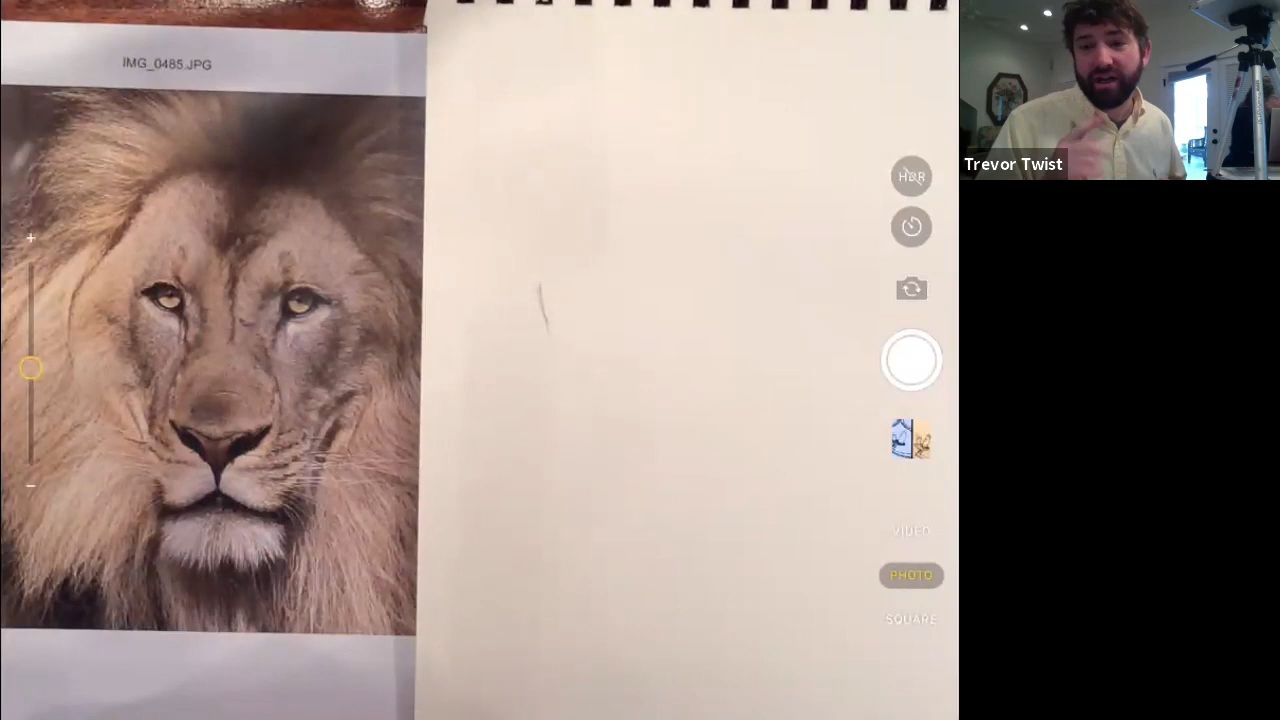 IMG_0485.JPG
Trevor Twist
HDR
VIDEO
PHOTO
SQUARE